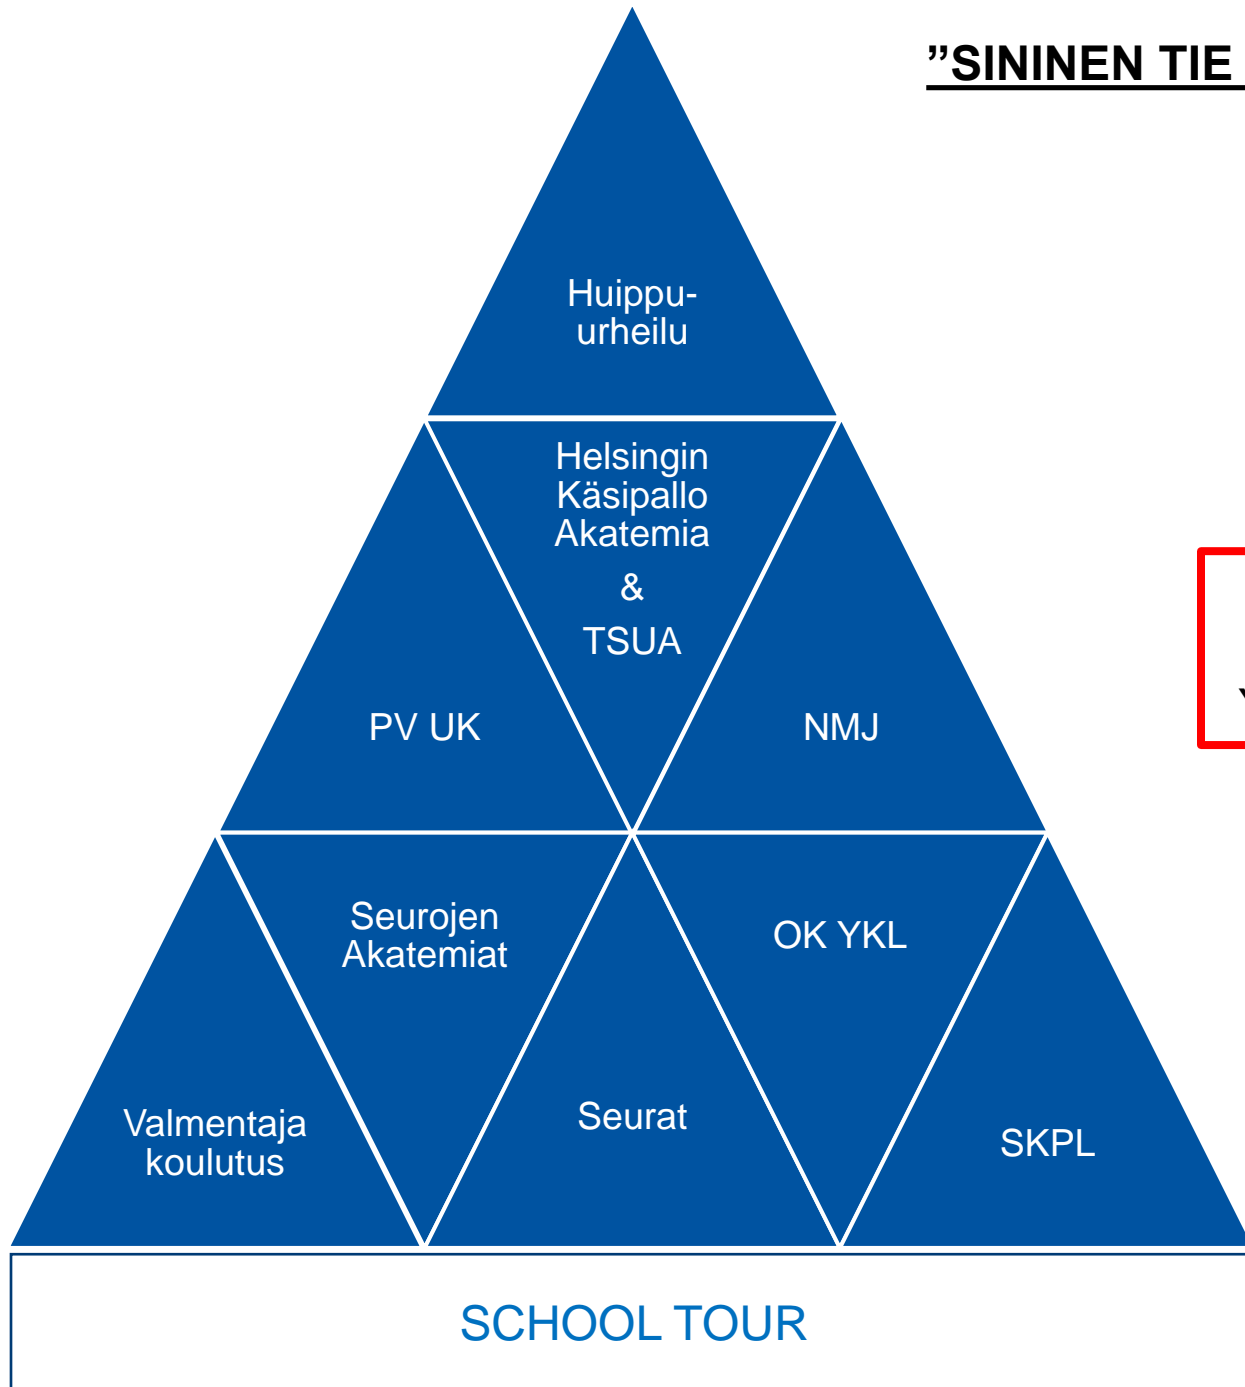 ”SININEN TIE
Huippu-
urheilu
Helsingin
Käsipallo
Akatemia
&
TSUA
PV UK
NMJ
Seurojen
Akatemiat
OK YKL
Valmentaja
koulutus
Seurat
SKPL
SCHOOL TOUR